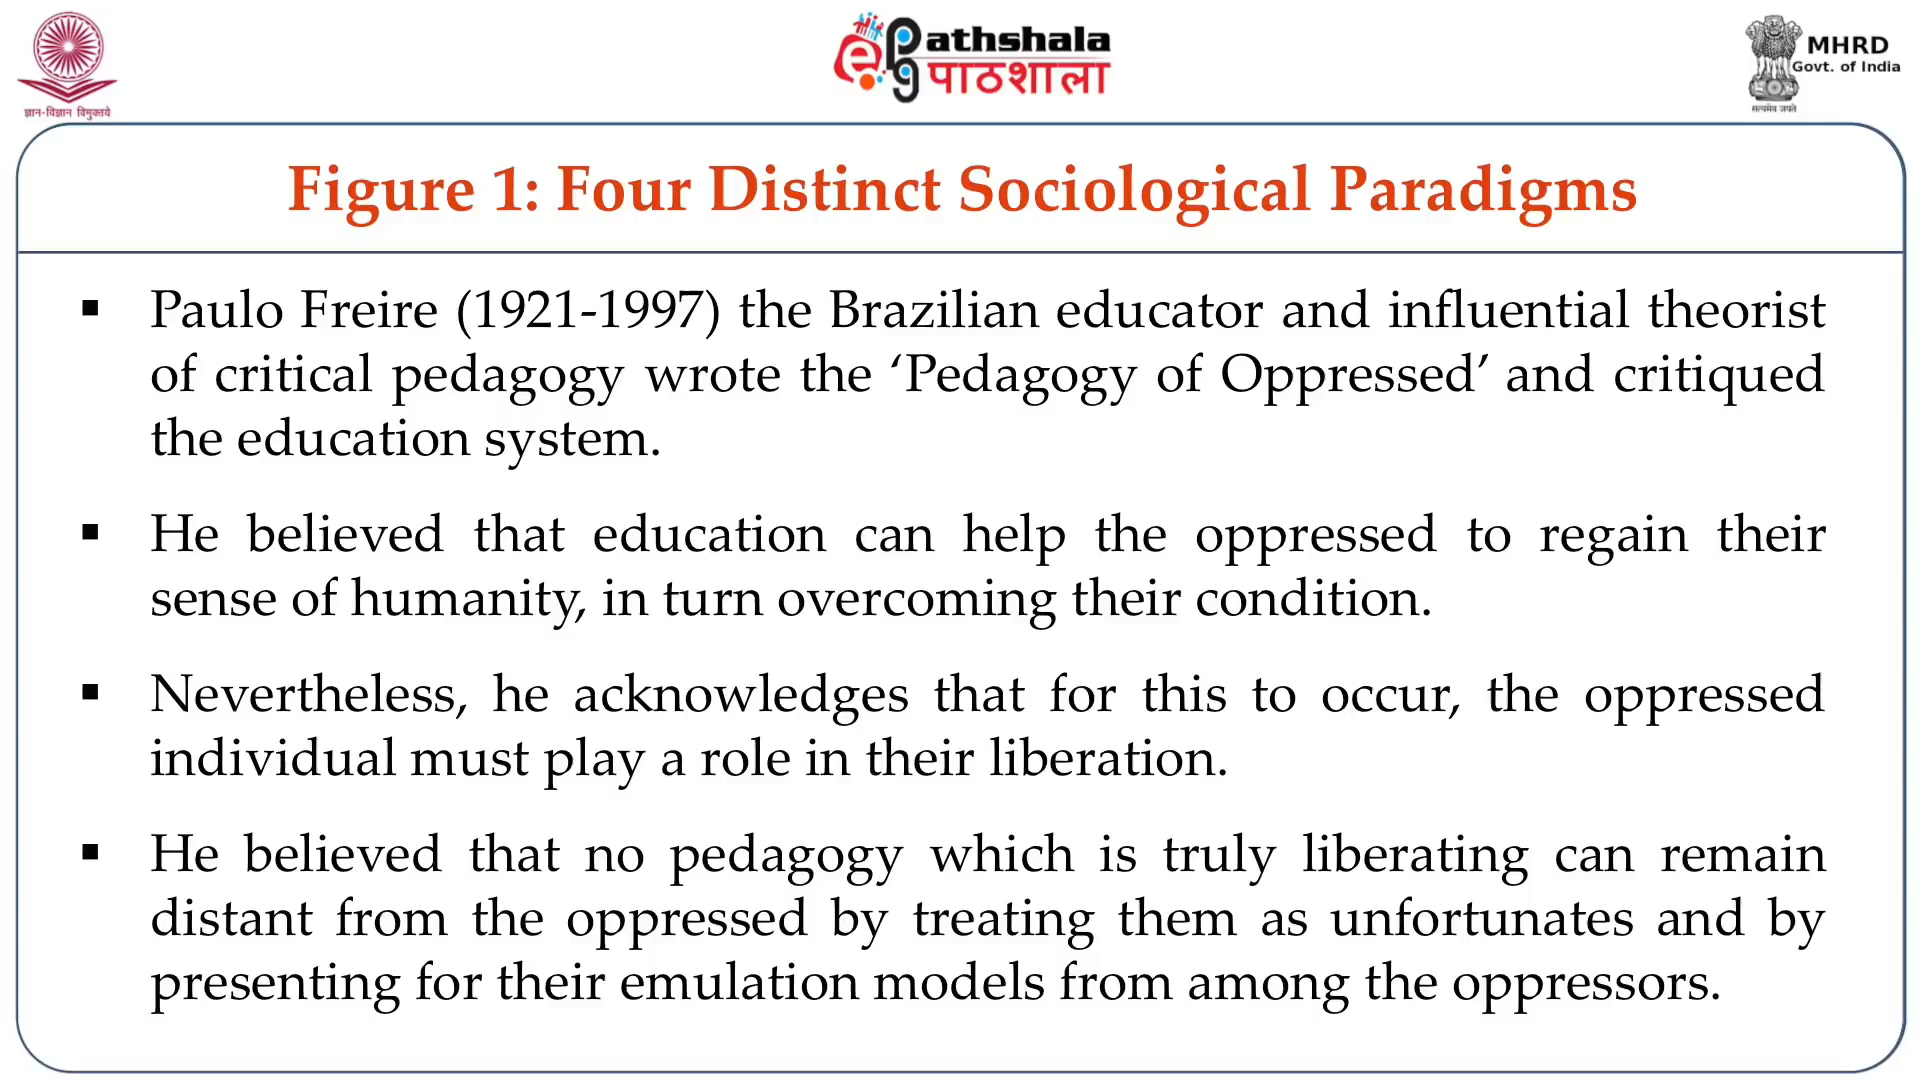 ज्ञान-विज्ञान विमुक्तये
ePathshala
पाठशाला
MHRD
Govt. of India
सत्यमेव जयते
Figure 1: Four Distinct Sociological Paradigms
▪ Paulo Freire (1921-1997) the Brazilian educator and influential theorist
of critical pedagogy wrote the ‘Pedagogy of Oppressed’ and critiqued
the education system.
▪ He believed that education can help the oppressed to regain their
sense of humanity, in turn overcoming their condition.
▪ Nevertheless, he acknowledges that for this to occur, the oppressed
individual must play a role in their liberation.
▪ He believed that no pedagogy which is truly liberating can remain
distant from the oppressed by treating them as unfortunates and by
presenting for their emulation models from among the oppressors.